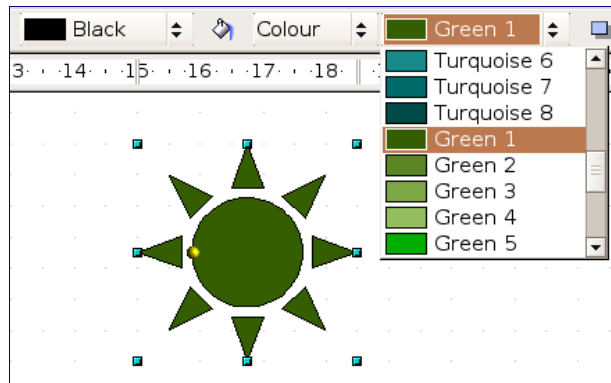 Black Colour Green 1
3 14 15 16 17 18
Turquoise 6
Turquoise 7
Turquoise 8
Green 1
Green 2
Green 3
Green 4
Green 5